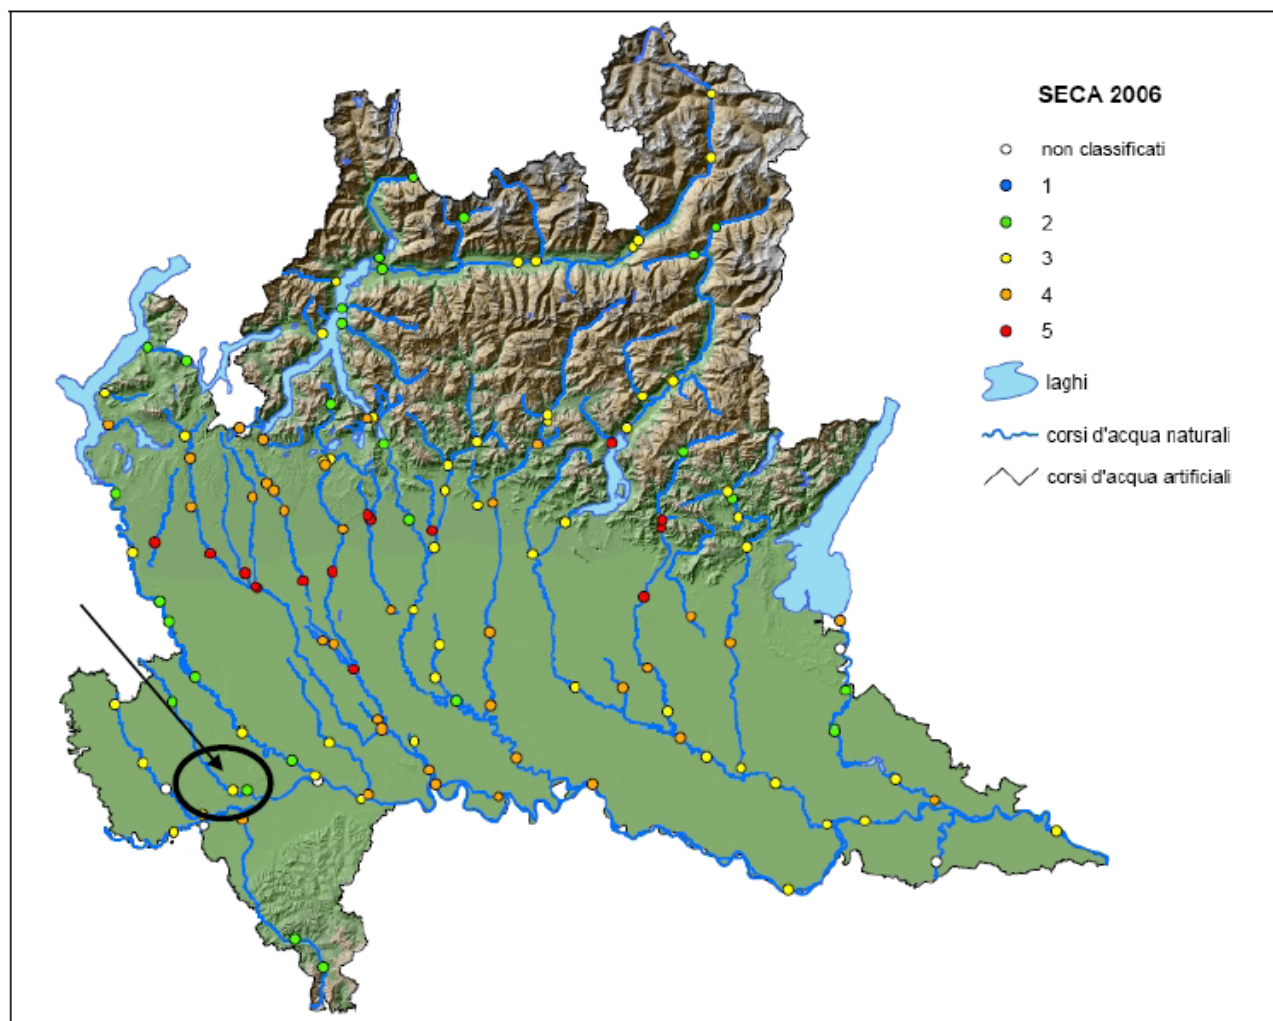 SECA 2006
non classificati
1
2
3
4
5
laghi
corsi d'acqua naturali
corsi d'acqua artificiali